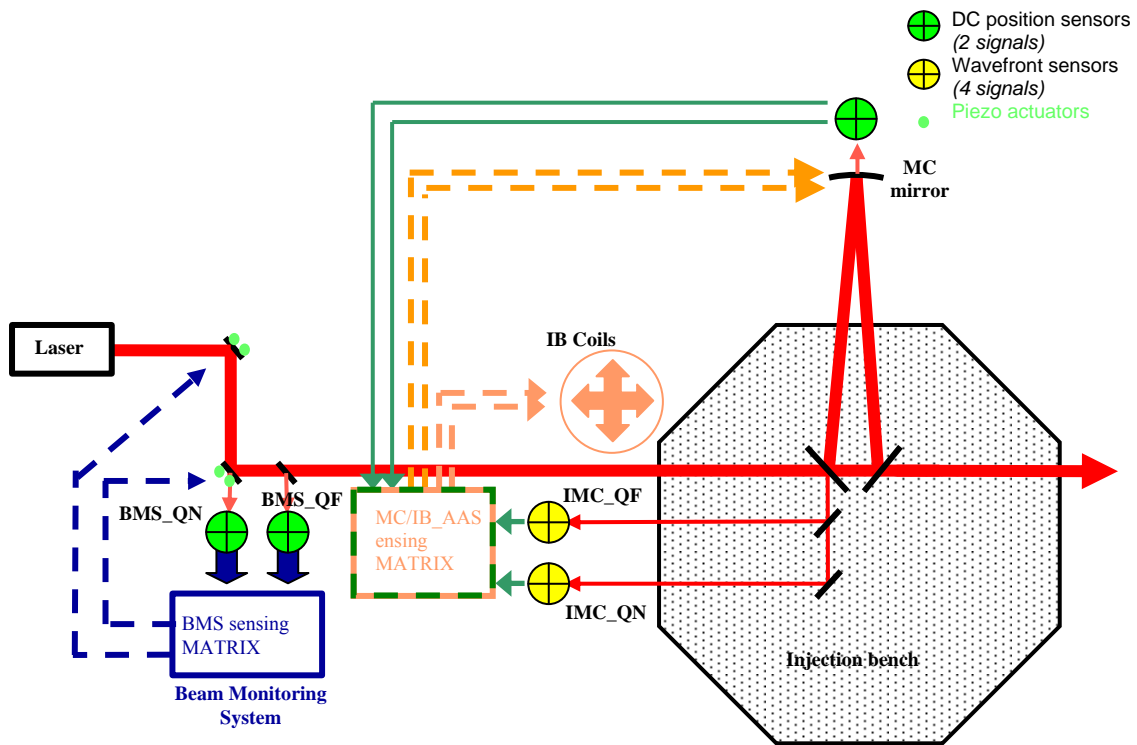 DC position sensors
(2 signals)
Wavefront sensors
(4 signals)
Piezo actuators
MC
mirror
Laser
IB Coils
BMS_QN
BMS_QF
IMC_QF
MC/IB_AAS
ensing
MATRIX
IMC_QN
BMS sensing
MATRIX
Injection bench
Beam Monitoring
System